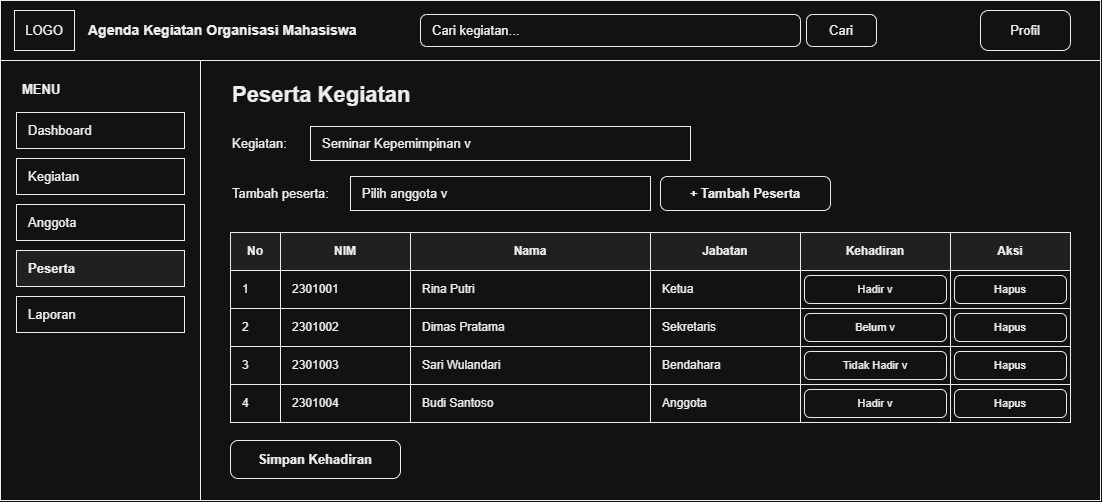 LOGO Agenda Kegiatan Organisasi Mahasiswa Cari kegiatan... Cari Profil
MENU
Dashboard
Kegiatan
Anggota
Peserta
Laporan
Peserta Kegiatan
Kegiatan: Seminar Kepemimpinan v
Tambah peserta: Pilih anggota v + Tambah Peserta
No NIM Nama Jabatan Kehadiran Aksi
1 2301001 Rina Putri Ketua Hadir v Hapus
2 2301002 Dimas Pratama Sekretaris Belum v Hapus
3 2301003 Sari Wulandari Bendahara Tidak Hadir v Hapus
4 2301004 Budi Santoso Anggota Hadir v Hapus
Simpan Kehadiran